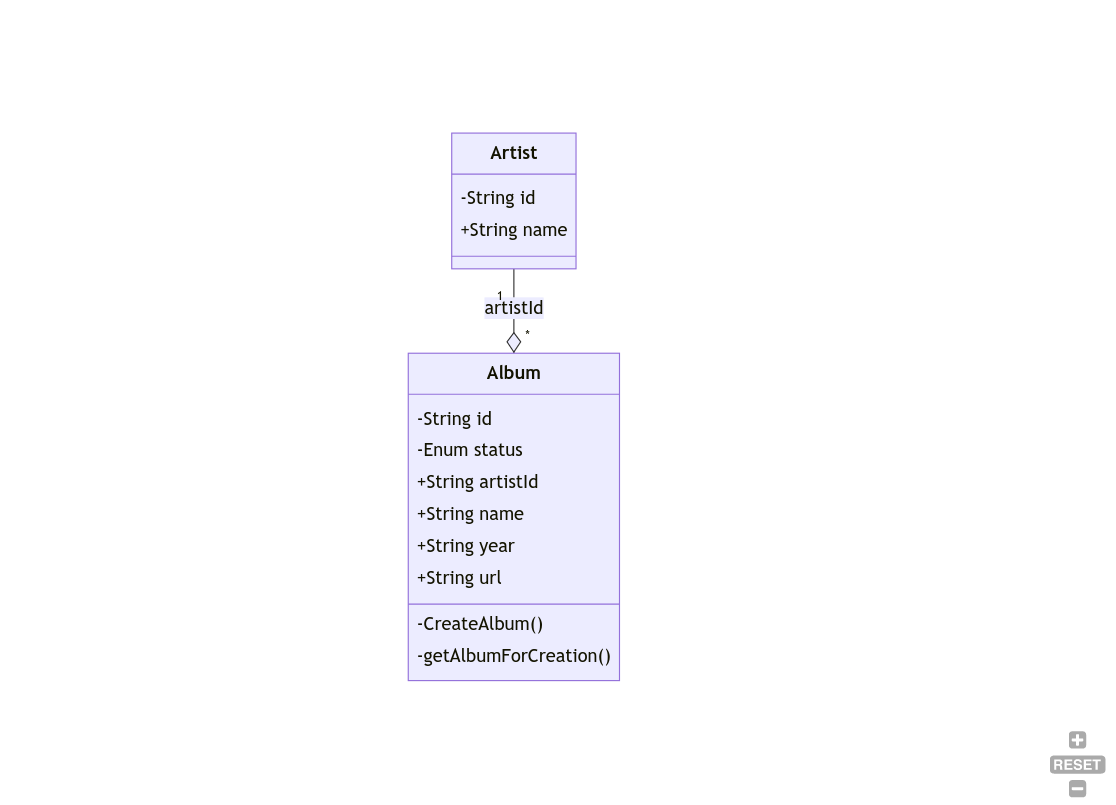 Artist
-String id
+String name
1
artistId
*
Album
-String id
-Enum status
+String artistId
+String name
+String year
+String url
-CreateAlbum()
-getAlbumForCreation()
RESET